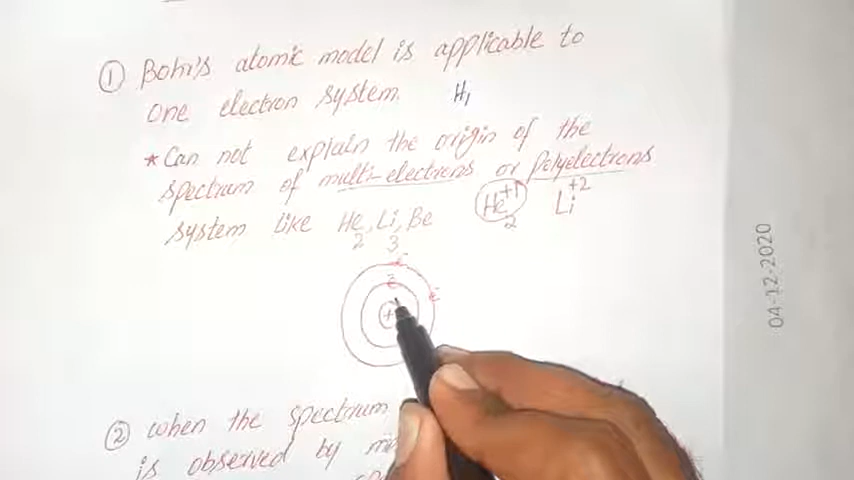 ① Bohr's atomic model is applicable to
one electron system. H,
* Can not explain the origin of the
spectrum of multi-electrons or polyelectrons
system like He, Li, Be He+1 Li+2
2 3 2
e-
e-
e-
+
② when the spectrum
is observed by
04-12-2020